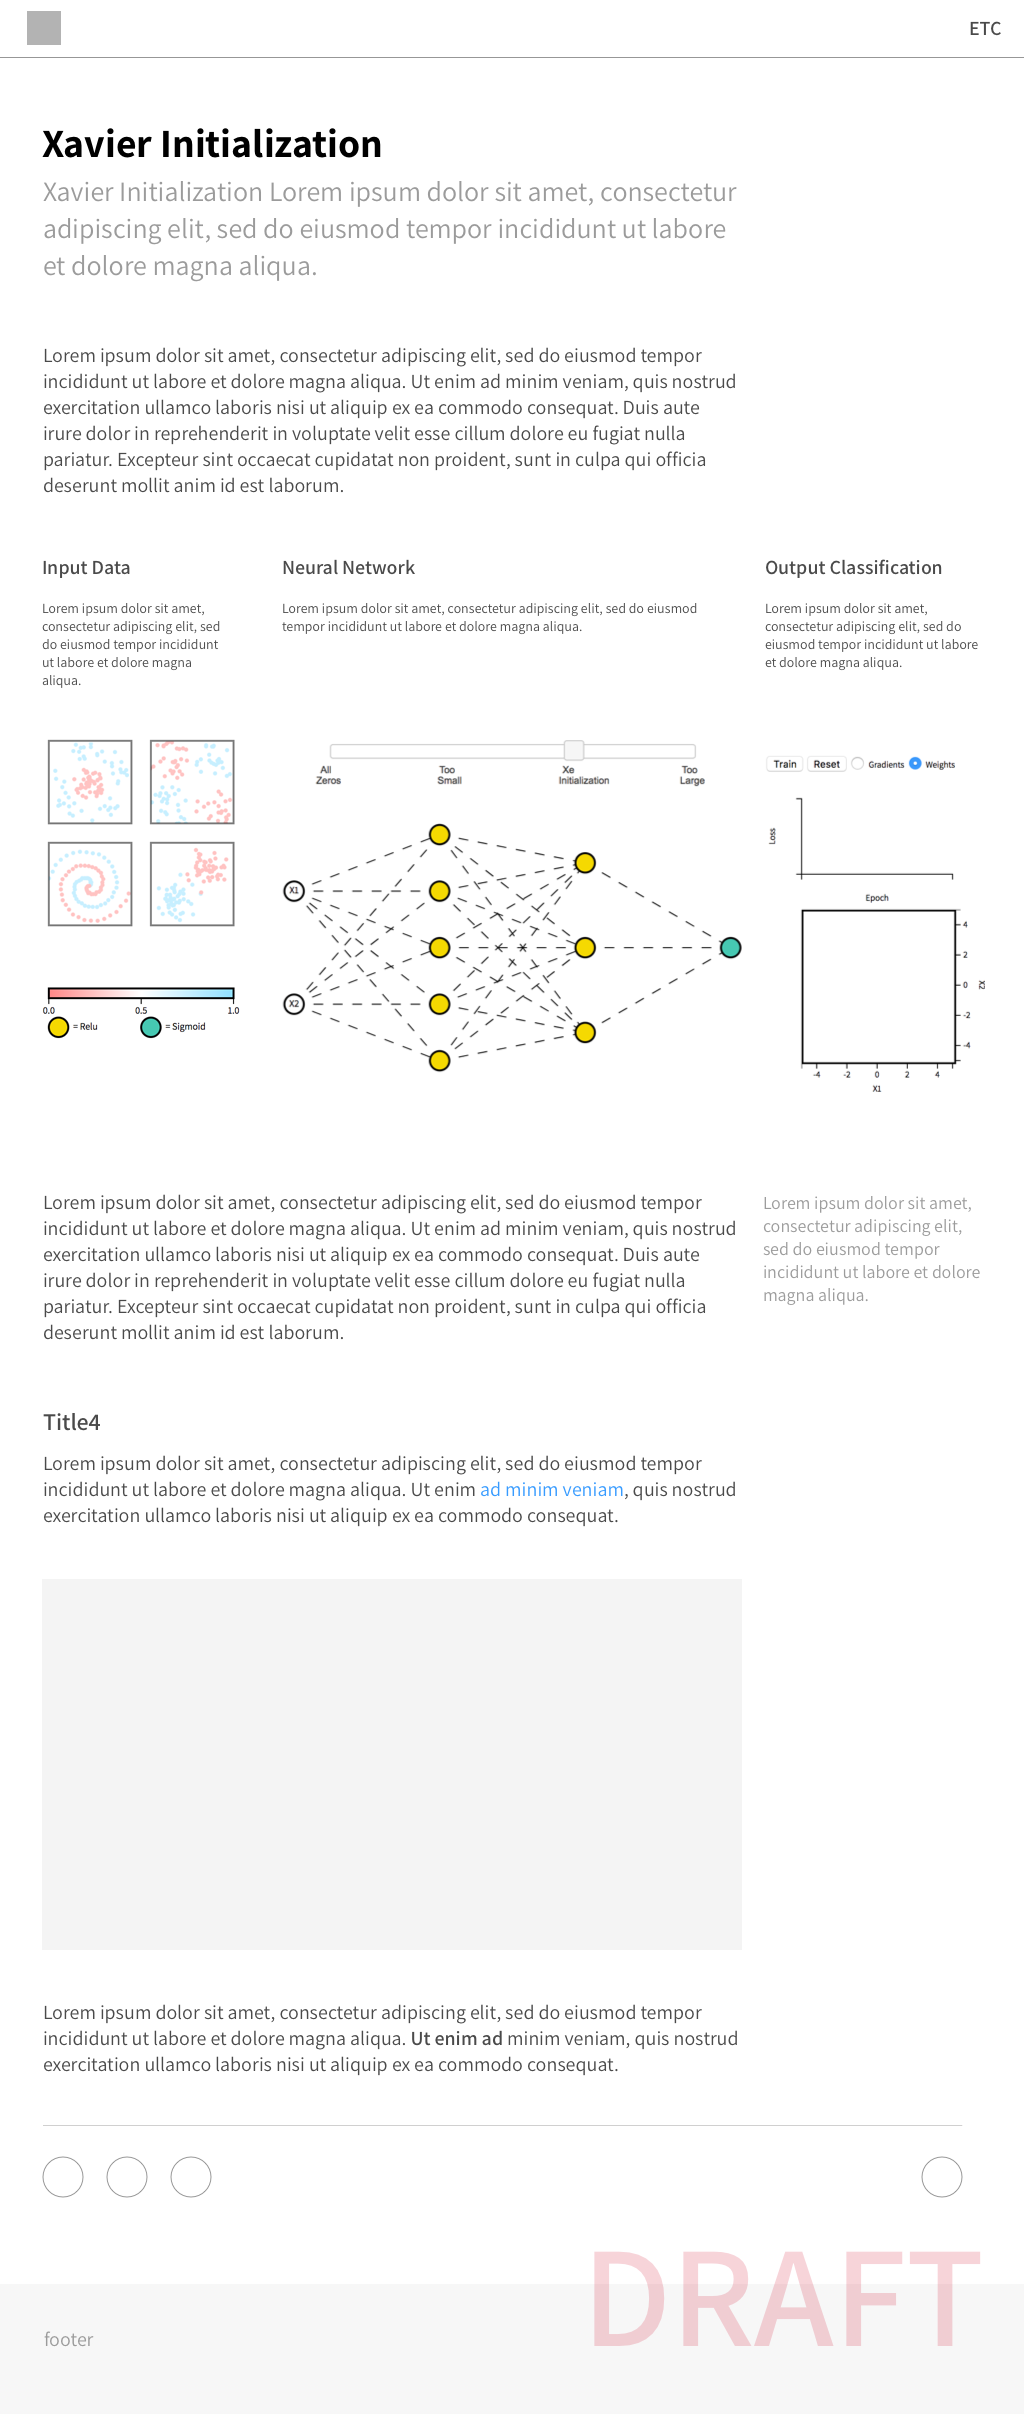 ETC
Xavier Initialization
Xavier Initialization Lorem ipsum dolor sit amet, consectetur
adipiscing elit, sed do eiusmod tempor incididunt ut labore
et dolore magna aliqua.
Lorem ipsum dolor sit amet, consectetur adipiscing elit, sed do eiusmod tempor
incididunt ut labore et dolore magna aliqua. Ut enim ad minim veniam, quis nostrud
exercitation ullamco laboris nisi ut aliquip ex ea commodo consequat. Duis aute
irure dolor in reprehenderit in voluptate velit esse cillum dolore eu fugiat nulla
pariatur. Excepteur sint occaecat cupidatat non proident, sunt in culpa qui officia
deserunt mollit anim id est laborum.
Input Data
Lorem ipsum dolor sit amet,
consectetur adipiscing elit, sed
do eiusmod tempor incididunt
ut labore et dolore magna
aliqua.
0.0 0.5 1.0
= Relu = Sigmoid
Neural Network
Lorem ipsum dolor sit amet, consectetur adipiscing elit, sed do eiusmod
tempor incididunt ut labore et dolore magna aliqua.
All Too Xe Too
Zeros Small Initialization Large
X1
X2
Output Classification
Lorem ipsum dolor sit amet,
consectetur adipiscing elit, sed do
eiusmod tempor incididunt ut labore
et dolore magna aliqua.
Train Reset Gradients Weights
Loss
Epoch
4
2
0
-2
-4
X2
-4 -2 0 2 4
X1
Lorem ipsum dolor sit amet, consectetur adipiscing elit, sed do eiusmod tempor
incididunt ut labore et dolore magna aliqua. Ut enim ad minim veniam, quis nostrud
exercitation ullamco laboris nisi ut aliquip ex ea commodo consequat. Duis aute
irure dolor in reprehenderit in voluptate velit esse cillum dolore eu fugiat nulla
pariatur. Excepteur sint occaecat cupidatat non proident, sunt in culpa qui officia
deserunt mollit anim id est laborum.
Lorem ipsum dolor sit amet,
consectetur adipiscing elit,
sed do eiusmod tempor
incididunt ut labore et dolore
magna aliqua.
Title4
Lorem ipsum dolor sit amet, consectetur adipiscing elit, sed do eiusmod tempor
incididunt ut labore et dolore magna aliqua. Ut enim ad minim veniam, quis nostrud
exercitation ullamco laboris nisi ut aliquip ex ea commodo consequat.
Lorem ipsum dolor sit amet, consectetur adipiscing elit, sed do eiusmod tempor
incididunt ut labore et dolore magna aliqua. Ut enim ad minim veniam, quis nostrud
exercitation ullamco laboris nisi ut aliquip ex ea commodo consequat.
DRAFT
footer